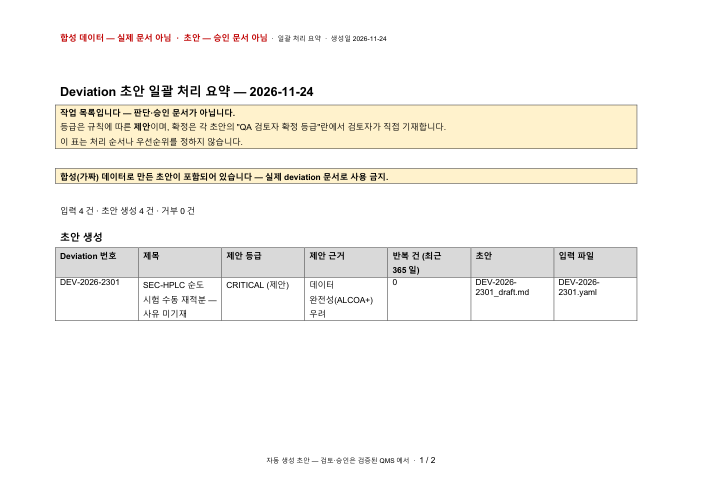 합성 데이터 — 실제 문서 아님 · 초안 — 승인 문서 아님 · 일괄 처리 요약 · 생성일 2026-11-24
Deviation 초안 일괄 처리 요약 — 2026-11-24
작업 목록입니다 — 판단·승인 문서가 아닙니다.
등급은 규칙에 따른 제안이며, 확정은 각 초안의 "QA 검토자 확정 등급"란에서 검토자가 직접 기재합니다.
이 표는 처리 순서나 우선순위를 정하지 않습니다.
합성(가짜) 데이터로 만든 초안이 포함되어 있습니다 — 실제 deviation 문서로 사용 금지.
입력 4 건 · 초안 생성 4 건 · 거부 0 건
초안 생성
Deviation 번호 제목 제안 등급 제안 근거 반복 건 (최근 초안 입력 파일
365 일)
DEV-2026-2301 SEC-HPLC 순도 CRITICAL (제안) 데이터 0 DEV-2026- DEV-2026-
시험 수동 재적분 — 완전성(ALCOA+) 2301_draft.md 2301.yaml
사유 미기재 우려
자동 생성 초안 — 검토·승인은 검증된 QMS 에서 · 1 / 2